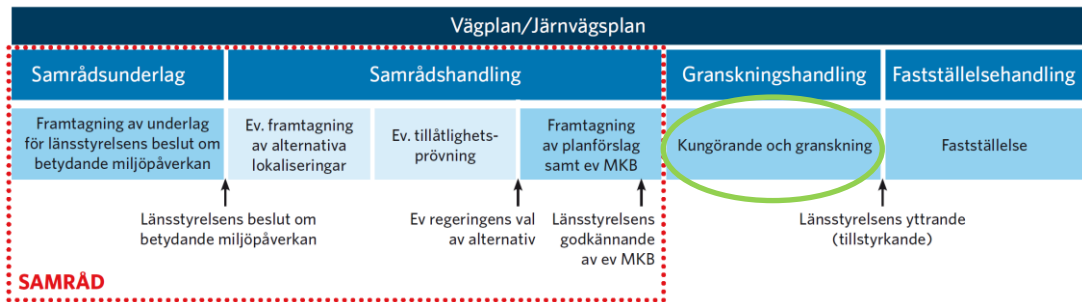 Vägplan/Järnvägsplan
Samrådsunderlag
Samrådshandling
Granskningshandling
Fastställelsehandling
Framtagning av underlag
för länsstyrelsens beslut om
betydande miljöpåverkan
Ev. framtagning
av alternativa
lokaliseringar
Ev. tillåtlighets-
prövning
Framtagning
av planförslag
samt ev MKB
Kungörande och granskning
Fastställelse
Länsstyrelsens beslut om
betydande miljöpåverkan
Ev regeringens val
av alternativ
Länsstyrelsens
godkännande
av ev MKB
Länsstyrelsens yttrande
(tillstyrkande)
SAMRÅD